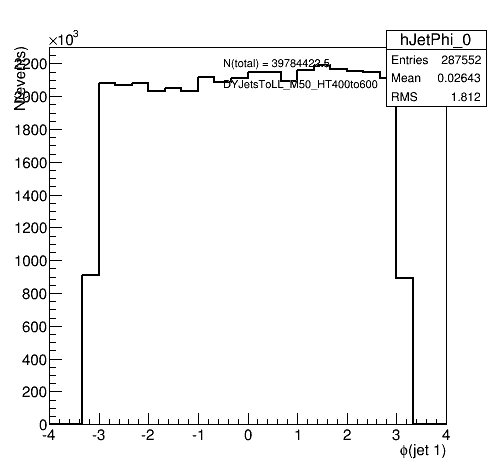 ×10³
hJetPhi_0
Entries 287552
Mean 0.02643
RMS 1.812
N(events)
N(total) = 39784423.5
DYJetsToLL_M50_HT400to600
2200
2000
1800
1600
1400
1200
1000
800
600
400
200
0
-4 -3 -2 -1 0 1 2 3 4
ϕ(jet 1)